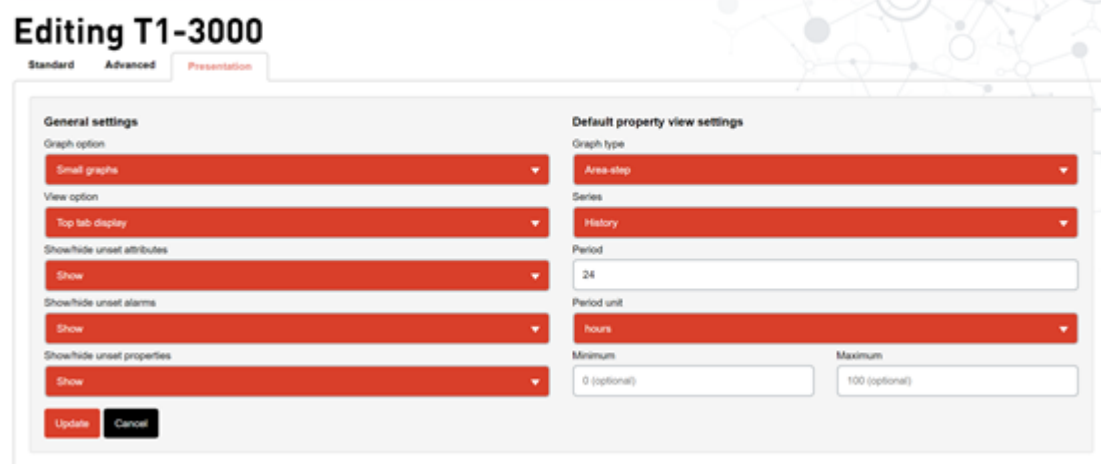 Editing T1-3000
Standard Advanced Presentation
General settings
Graph option
Small graphs
View option
Top tab display
Show/hide unset attributes
Show
Show/hide unset alarms
Show
Show/hide unset properties
Show
Update Cancel
Default property view settings
Graph type
Area-step
Series
History
Period
24
Period unit
hours
Minimum Maximum
0 (optional) 100 (optional)